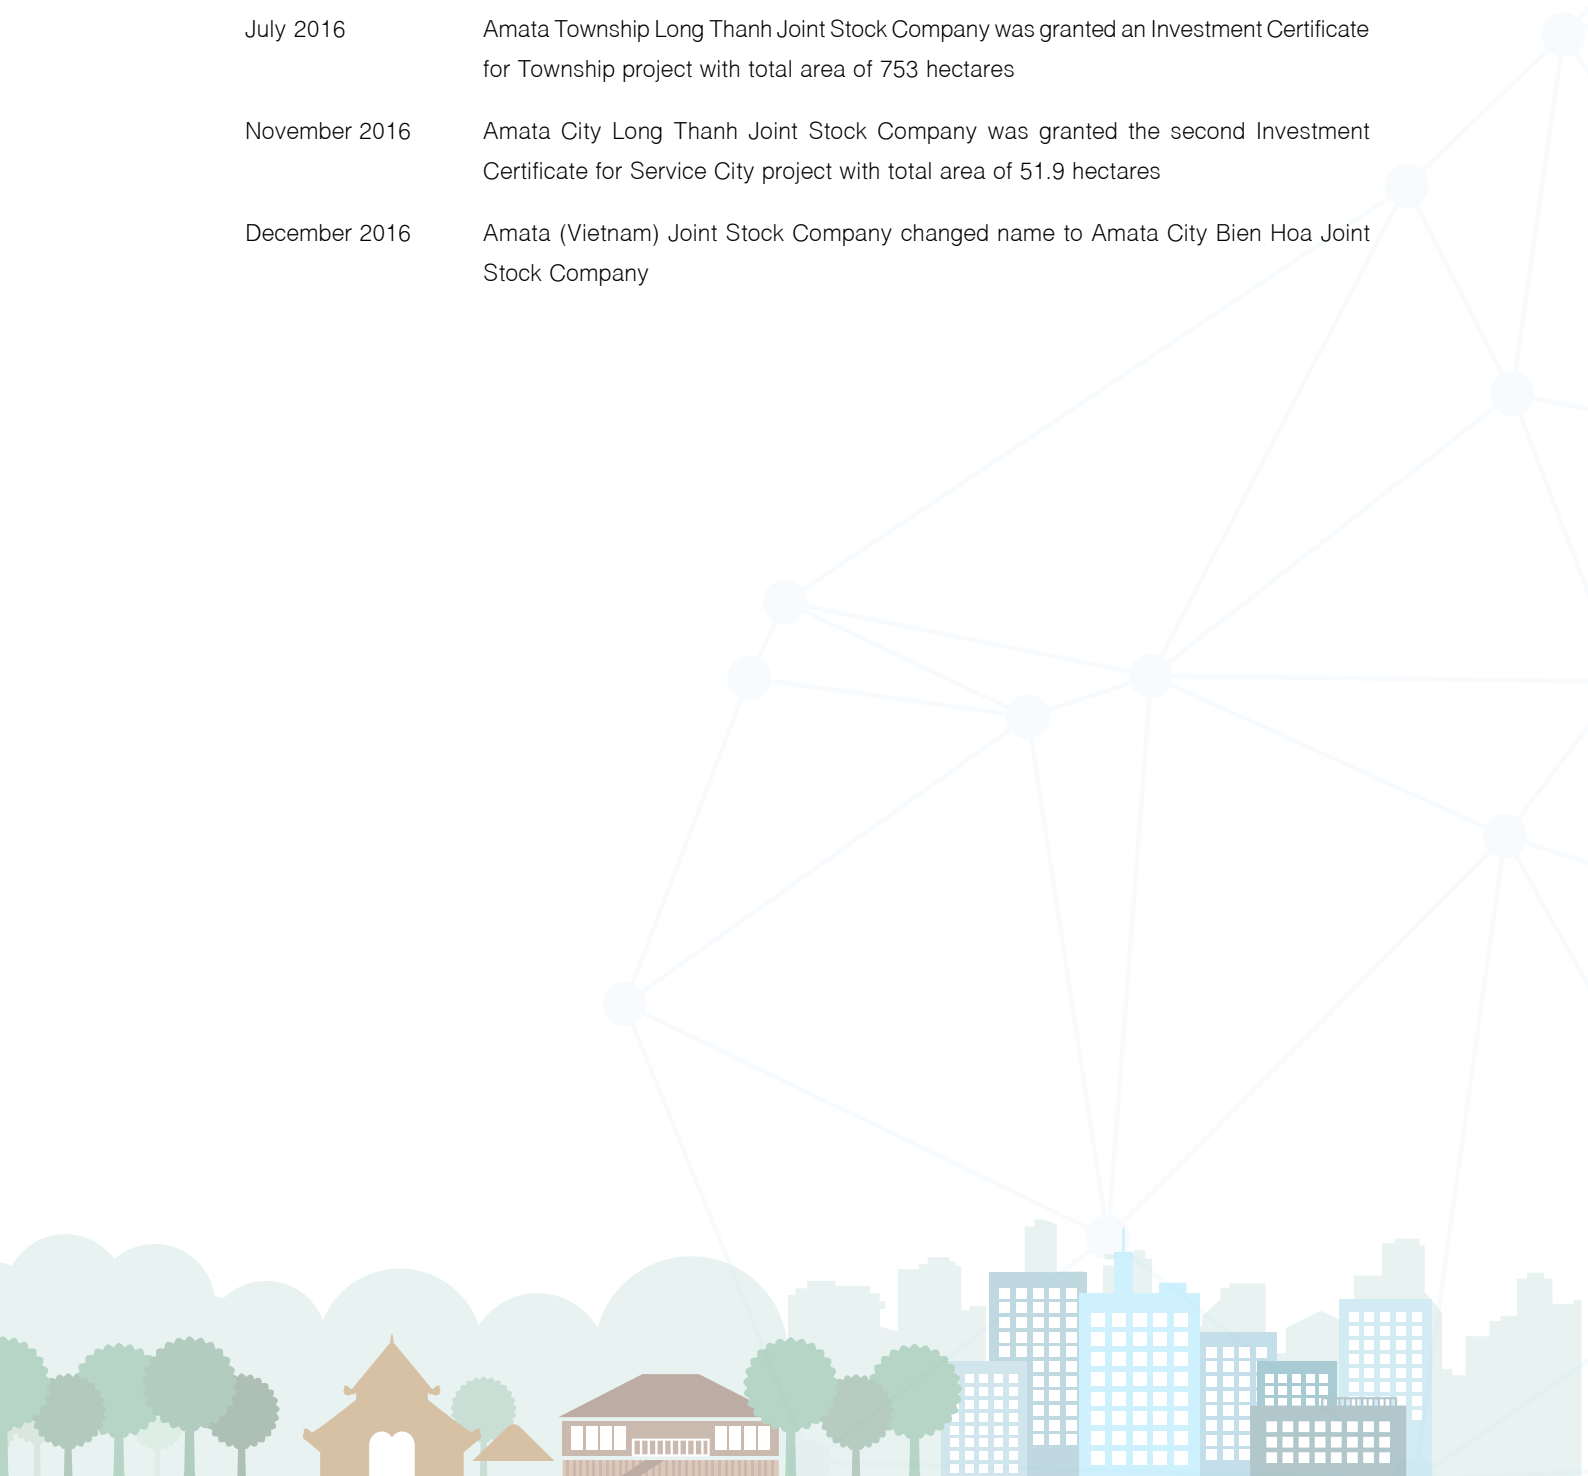 July 2016 Amata Township Long Thanh Joint Stock Company was granted an Investment Certificate
for Township project with total area of 753 hectares
November 2016 Amata City Long Thanh Joint Stock Company was granted the second Investment
Certificate for Service City project with total area of 51.9 hectares
December 2016 Amata (Vietnam) Joint Stock Company changed name to Amata City Bien Hoa Joint
Stock Company